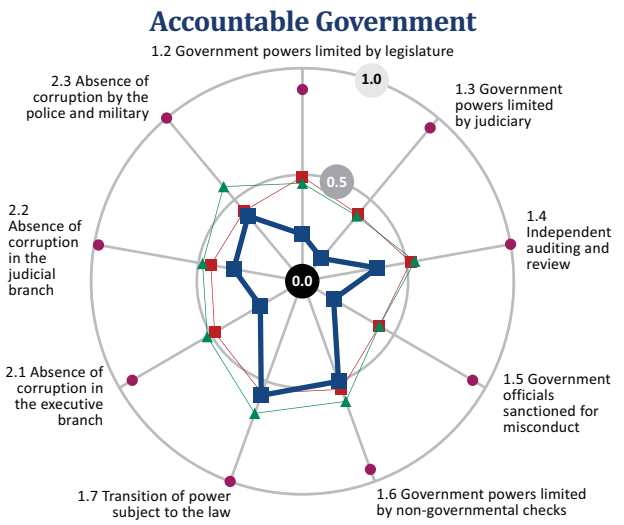 Accountable Government
1.2 Government powers limited by legislature
1.0
2.3 Absence of
corruption by the
police and military
1.3 Government
powers limited
by judiciary
0.5
2.2
Absence of
corruption
in the
judicial
branch
1.4
Independent
auditing and
review
0.0
2.1 Absence of
corruption in
the executive
branch
1.5 Government
officials
sanctioned for
misconduct
1.7 Transition of power
subject to the law
1.6 Government powers limited
by non-governmental checks